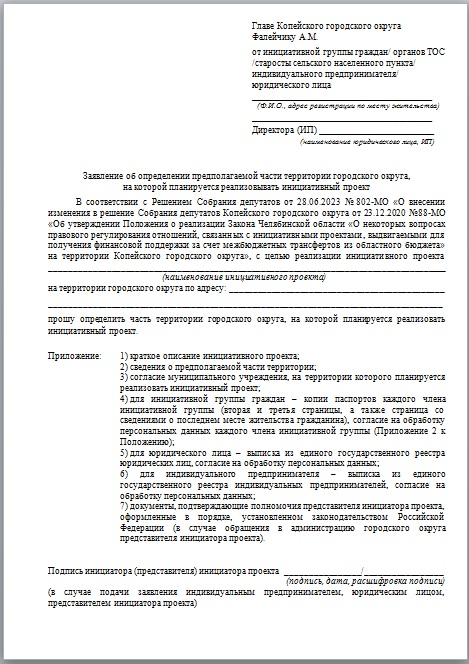 Главе Копейского городского округа
Фалейчику А.М.
от инициативной группы граждан/ органов ТОС
/старосты сельского населенного пункта/
индивидуального предпринимателя/
юридического лица
(Ф.И.О., адрес регистрации по месту жительства)
Директора (ИП)
(наименование юридического лица, ИП)
Заявление об определении предполагаемой части территории городского округа,
на которой планируется реализовывать инициативный проект
В соответствии с Решением Собрания депутатов от 28.06.2023 №802-МО «О внесении
изменения в решение Собрания депутатов Копейского городского округа от 23.12.2020 №88-МО
«Об утверждении Положения о реализации Закона Челябинской области «О некоторых вопросах
правового регулирования отношений, связанных с инициативными проектами, выдвигаемыми для
получения финансовой поддержки за счет межбюджетных трансфертов из областного бюджета»
на территории Копейского городского округа», с целью реализации инициативного проекта
(наименование инициативного проекта)
на территории городского округа по адресу:
прошу определить часть территории городского округа, на которой планируется реализовать
инициативный проект.
Приложение: 1) краткое описание инициативного проекта;
2) сведения о предполагаемой части территории;
3) согласие муниципального учреждения, на территории которого планируется
реализовать инициативный проект;
4) для инициативной группы граждан – копии паспортов каждого члена
инициативной группы (вторая и третья страницы, а также страница со
сведениями о последнем месте жительства гражданина), согласие на обработку
персональных данных каждого члена инициативной группы (Приложение 2 к
Положению);
5) для юридического лица – выписка из единого государственного реестра
юридических лиц, согласие на обработку персональных данных;
6) для индивидуального предпринимателя – выписка из единого
государственного реестра индивидуальных предпринимателей, согласие на
обработку персональных данных;
7) документы, подтверждающие полномочия представителя инициатора проекта,
оформленные в порядке, установленном законодательством Российской
Федерации (в случае обращения в администрацию городского округа
представителя инициатора проекта).
Подпись инициатора (представителя) инициатора проекта /
(подпись, дата, расшифровка подписи)
(в случае подачи заявления индивидуальным предпринимателем, юридическим лицом,
представителем инициатора проекта)